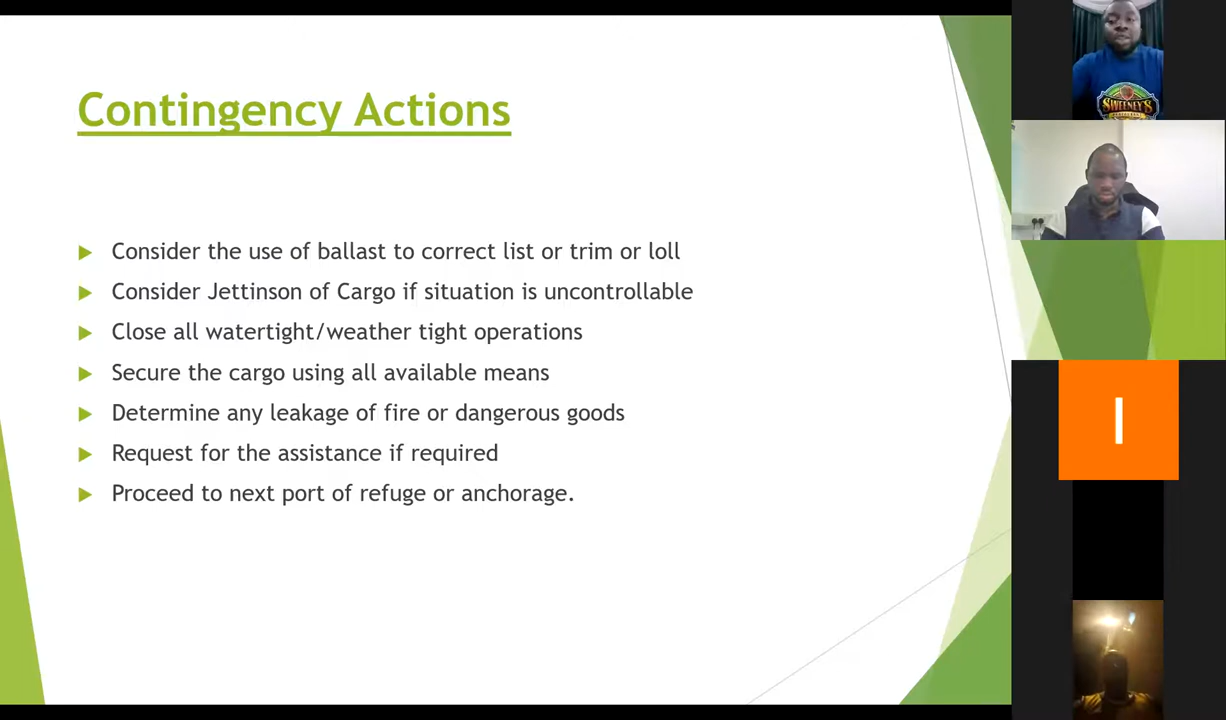 Contingency Actions
Consider the use of ballast to correct list or trim or loll
Consider Jettinson of Cargo if situation is uncontrollable
Close all watertight/weather tight operations
Secure the cargo using all available means
Determine any leakage of fire or dangerous goods
Request for the assistance if required
Proceed to next port of refuge or anchorage.
SWEENEY'S
I